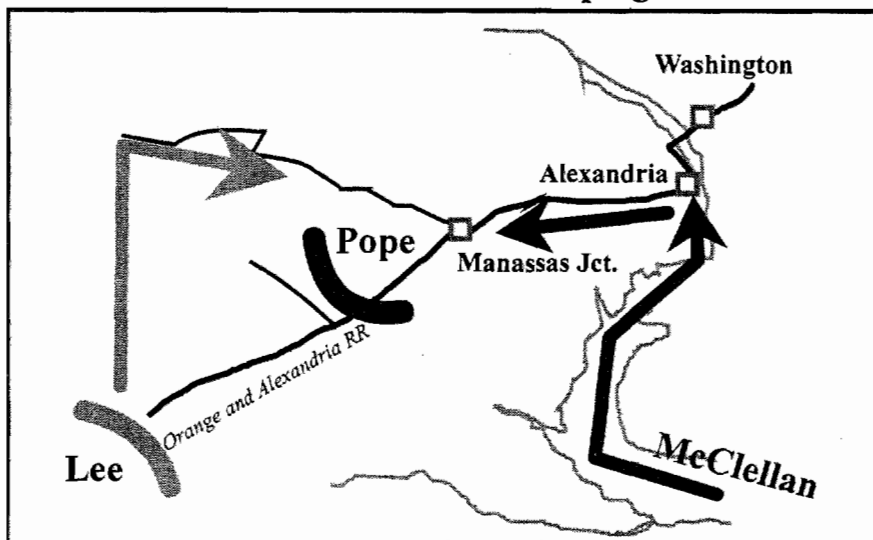 Washington
Alexandria
Pope
Manassas Jct.
Orange and Alexandria RR
Lee
McClellan